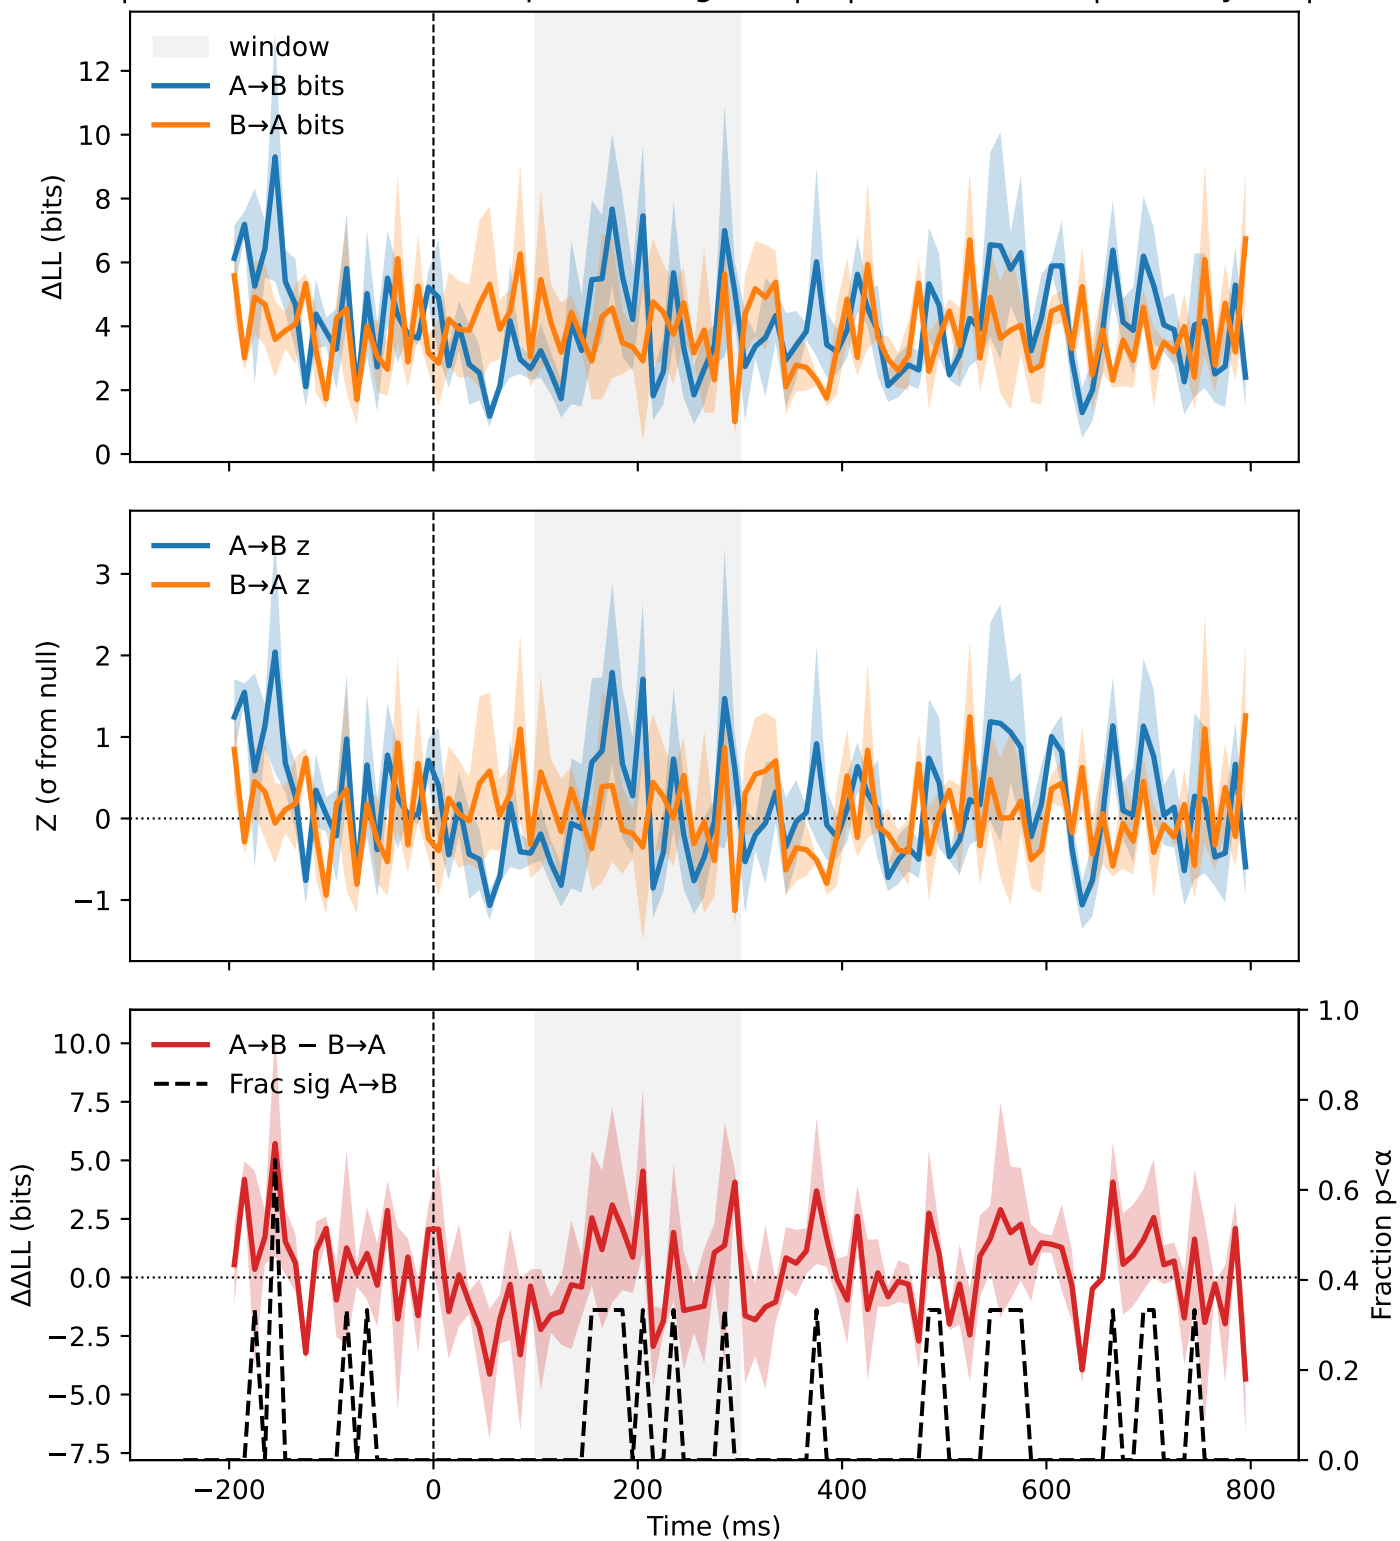 window
A→B bits
B→A bits
12
10
8
6
4
2
0
ΔLL (bits)
A→B z
B→A z
3
2
1
0
−1
Z (σ from null)
A→B − B→A
Frac sig A→B
10.0
7.5
5.0
2.5
0.0
−2.5
−5.0
−7.5
ΔΔLL (bits)
1.0
0.8
0.6
0.4
0.2
0.0
Fraction p<α
−200 0 200 400 600 800
Time (ms)